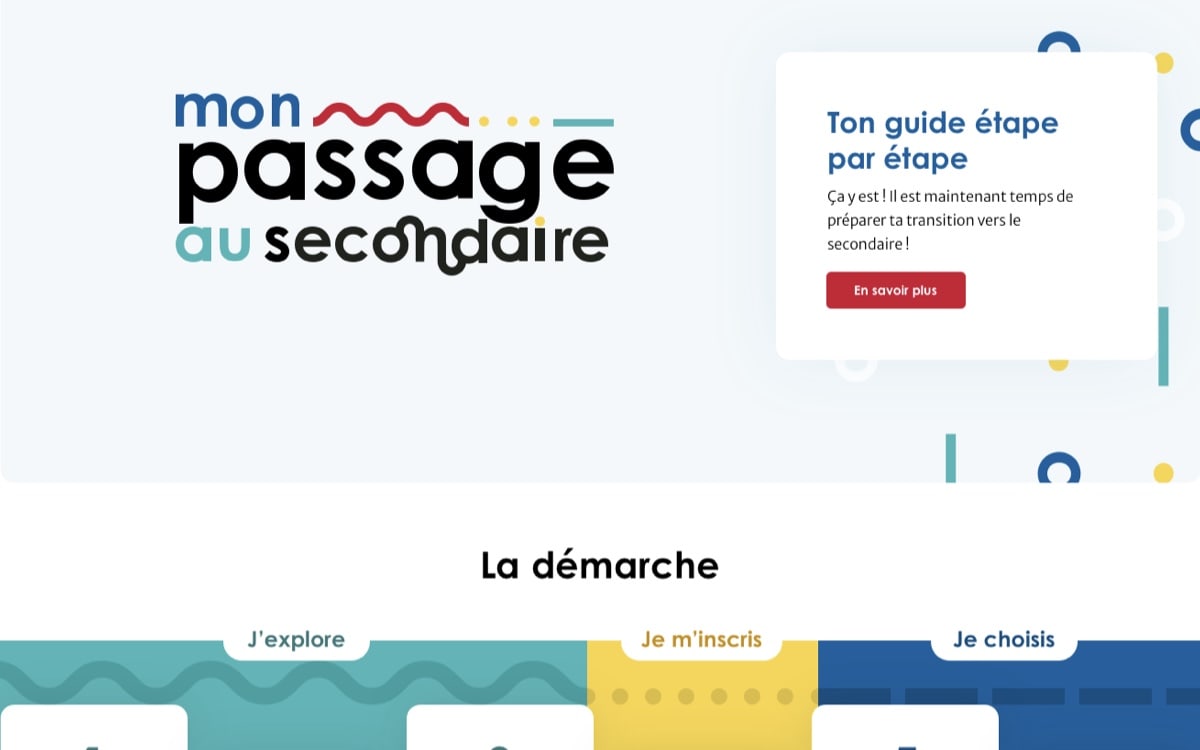 mon
passage
au secondaire
Ton guide étape
par étape
Ça y est ! Il est maintenant temps de
préparer ta transition vers le
secondaire !
En savoir plus
La démarche
J'explore
Je m'inscris
Je choisis